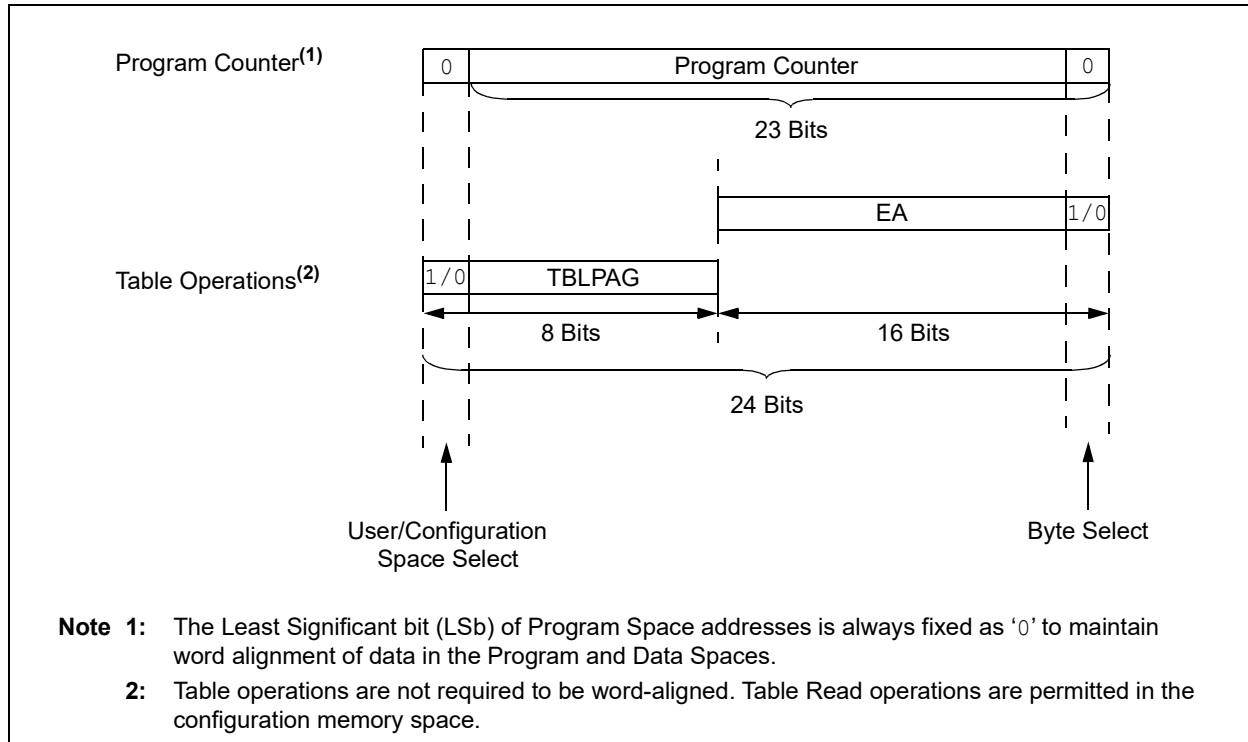 Program Counter(1)
0
Program Counter
0
23 Bits
EA
1/0
Table Operations(2)
1/0
TBLPAG
8 Bits
16 Bits
24 Bits
User/Configuration
Space Select
Byte Select
Note 1: The Least Significant bit (LSb) of Program Space addresses is always fixed as ‘0’ to maintain
word alignment of data in the Program and Data Spaces.
2: Table operations are not required to be word-aligned. Table Read operations are permitted in the
configuration memory space.